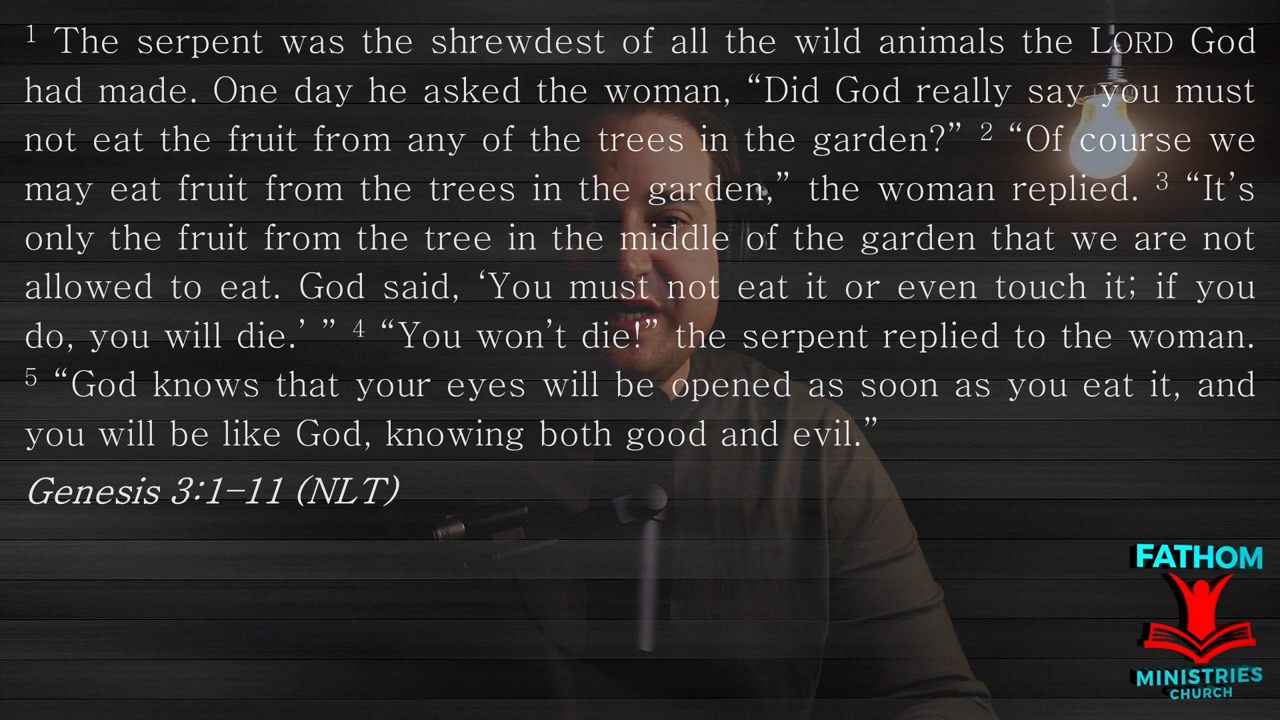 1 The serpent was the shrewdest of all the wild animals the LORD God
had made. One day he asked the woman, “Did God really say you must
not eat the fruit from any of the trees in the garden?” 2 “Of course we
may eat fruit from the trees in the garden,” the woman replied. 3 “It’s
only the fruit from the tree in the middle of the garden that we are not
allowed to eat. God said, ‘You must not eat it or even touch it; if you
do, you will die.’ ” 4 “You won’t die!” the serpent replied to the woman.
5 “God knows that your eyes will be opened as soon as you eat it, and
you will be like God, knowing both good and evil.”
Genesis 3:1–11 (NLT)
FATHOM
MINISTRIES
CHURCH